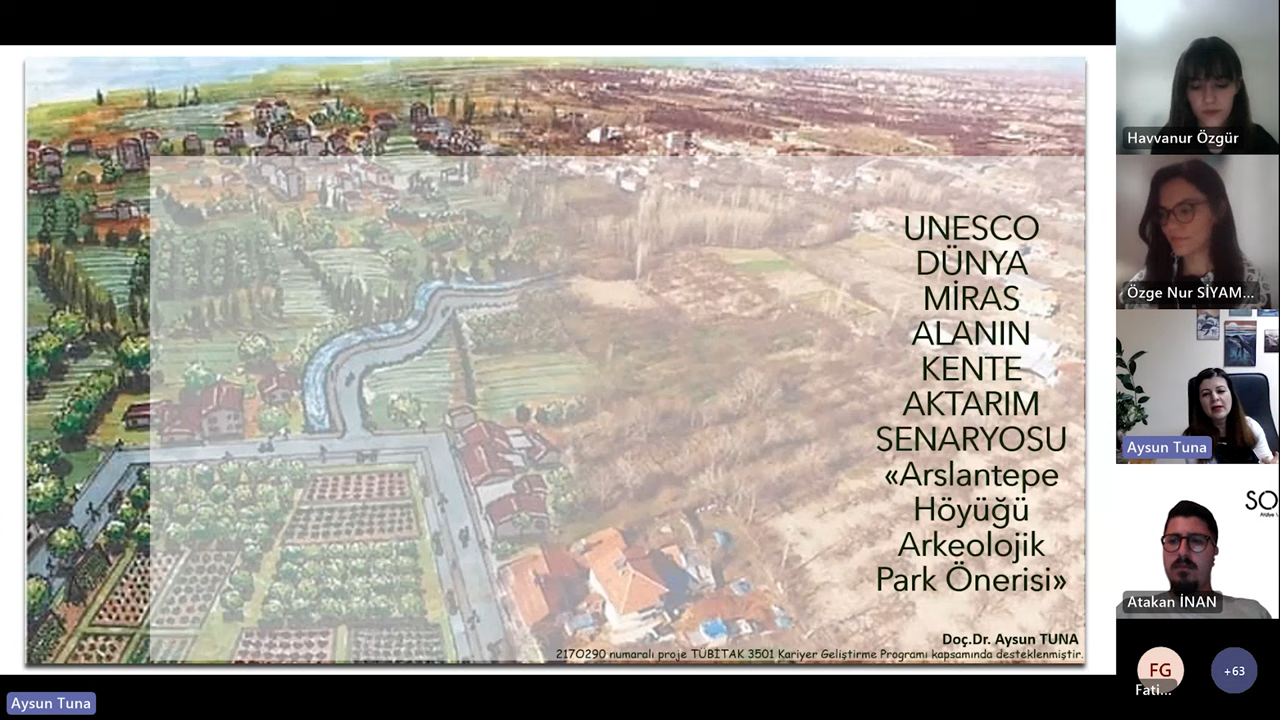 UNESCO
DÜNYA
MİRAS
ALANIN
KENTE
AKTARIM
SENARYOSU
«Arslantepe
Höyüğü
Arkeolojik
Park Önerisi»
Doç.Dr. Aysun TUNA
217O290 numaralı proje TÜBİTAK 3501 Kariyer Geliştirme Programı kapsamında desteklenmiştir.
Aysun Tuna
Havvanur Özgür
Özge Nur SİYAM...
Aysun Tuna
SO
Atakan İNAN
FG
Fati...
+63